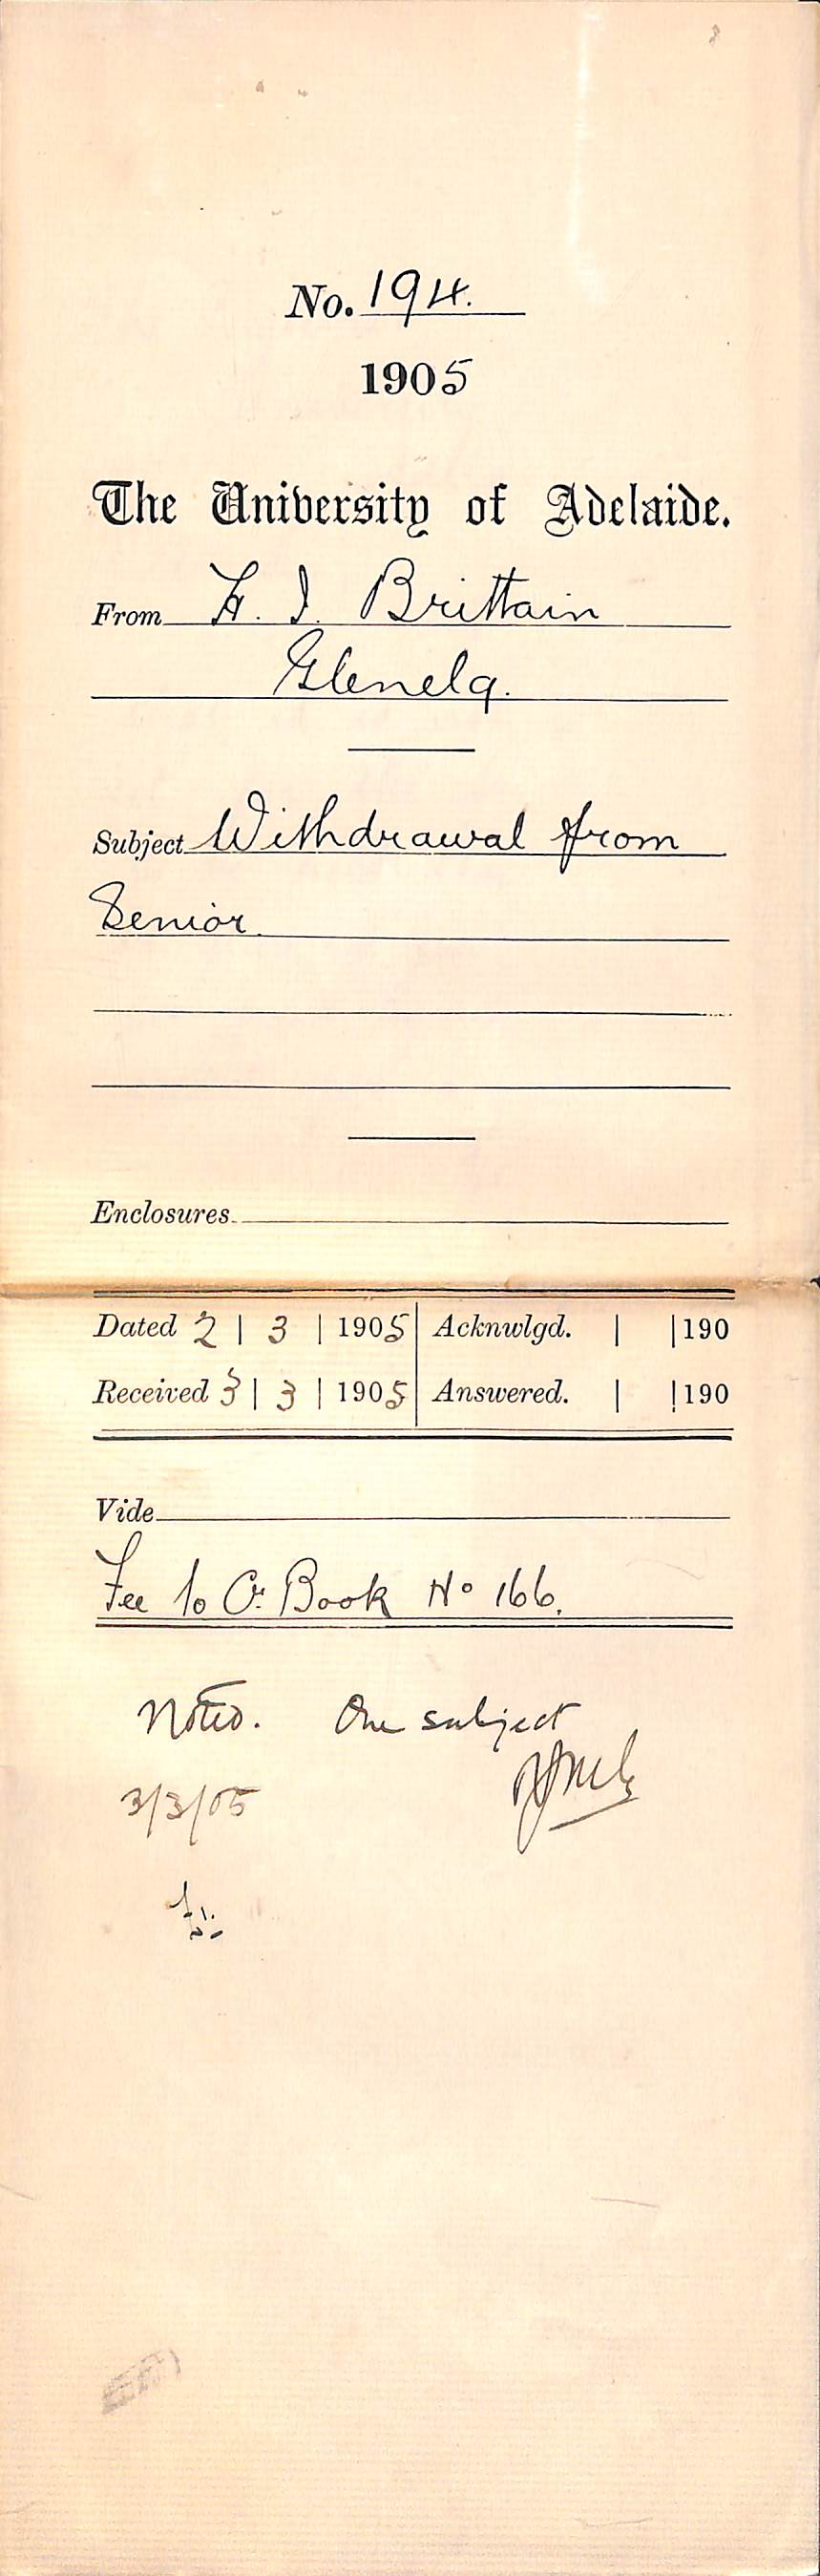 No. 194.
1905
The University of Adelaide.
From F. I. Brittain
Glenelg.
Subject Withdrawal from
Senior
Enclosures
Dated 2 | 3 | 1905 Acknwlgd. | | 190
Received 3 | 3 | 1905 Answered. | | 190
Vide
Fee to C. Book No 166.
Noted. One subject
3/3/05